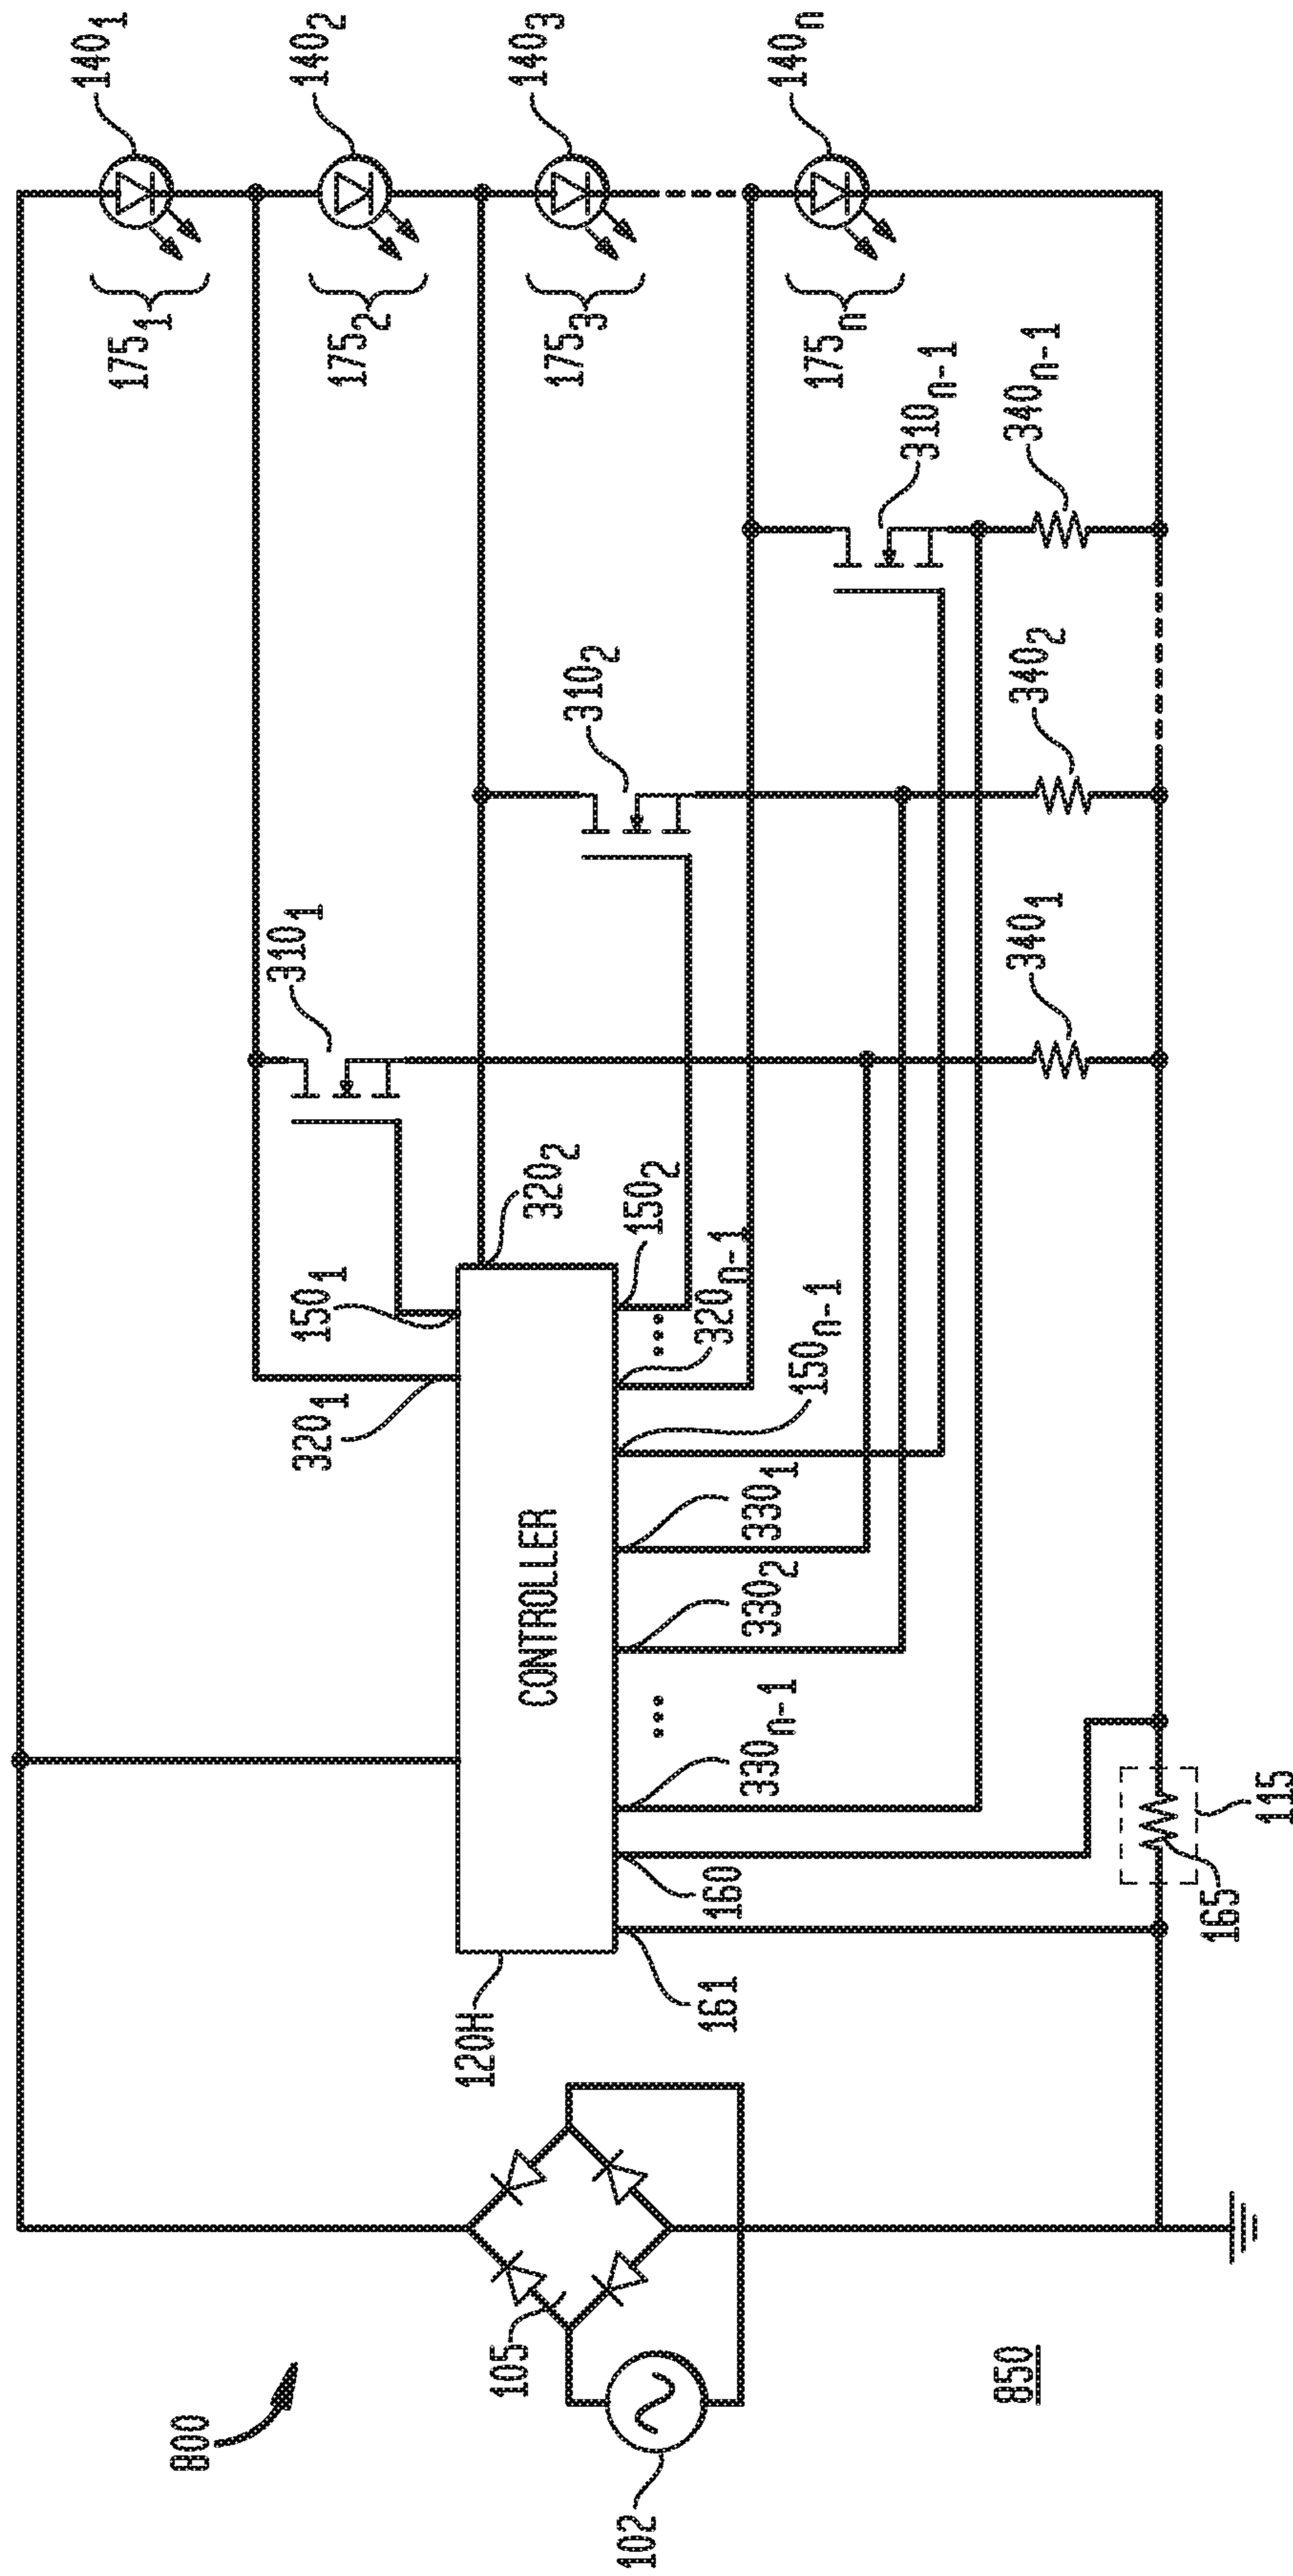 800
102
105
850
120H
CONTROLLER
320₁
150₁
320₂
150₂
...
320ₙ₋₁
150ₙ₋₁
330₁
330₂
...
330ₙ₋₁
160
161
165
115
310₁
310₂
310ₙ₋₁
340₁
340₂
340ₙ₋₁
140₁
140₂
140₃
140ₙ
175₁
175₂
175₃
175ₙ